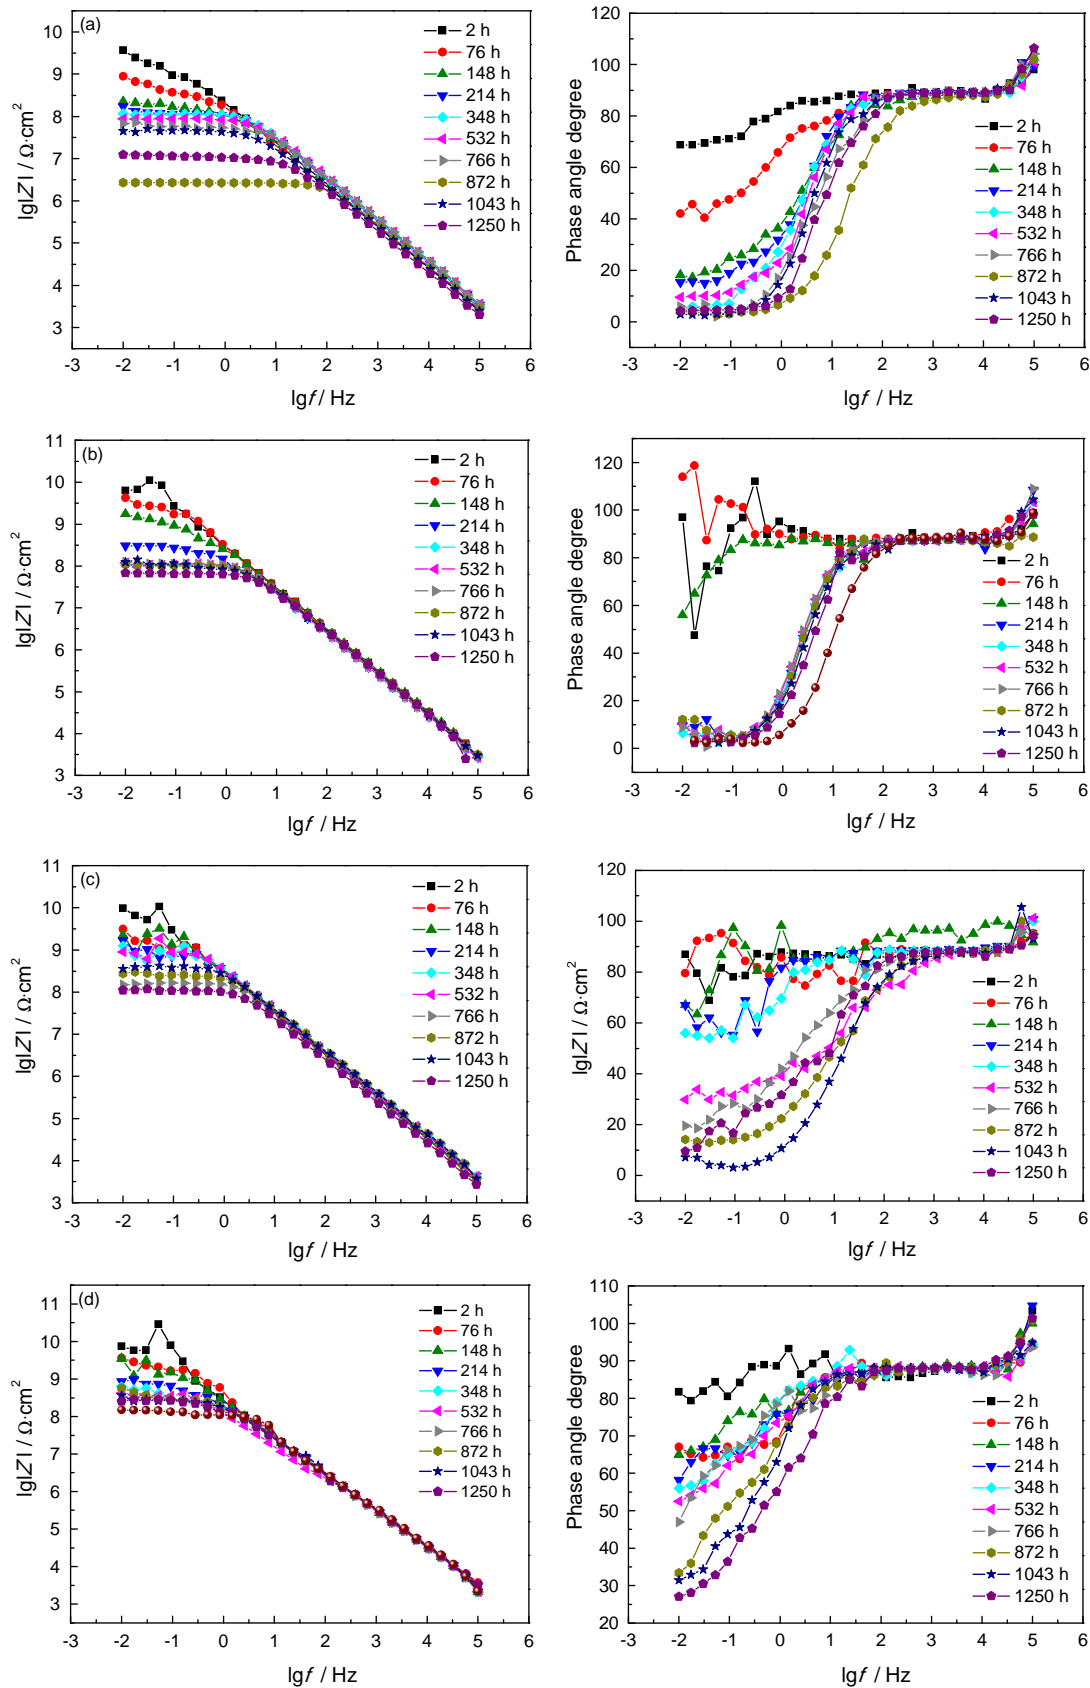 (a)
10
9
8
7
6
5
4
3
-3 -2 -1 0 1 2 3 4 5 6
lg|Z| / Ω·cm²
lgf / Hz
2 h
76 h
148 h
214 h
348 h
532 h
766 h
872 h
1043 h
1250 h
120
100
80
60
40
20
0
-3 -2 -1 0 1 2 3 4 5 6
Phase angle degree
lgf / Hz
2 h
76 h
148 h
214 h
348 h
532 h
766 h
872 h
1043 h
1250 h
(b)
11
10
9
8
7
6
5
4
3
-3 -2 -1 0 1 2 3 4 5 6
lg|Z| / Ω·cm²
lgf / Hz
2 h
76 h
148 h
214 h
348 h
532 h
766 h
872 h
1043 h
1250 h
120
100
80
60
40
20
0
-3 -2 -1 0 1 2 3 4 5 6
Phase angle degree
lgf / Hz
2 h
76 h
148 h
214 h
348 h
532 h
766 h
872 h
1043 h
1250 h
(c)
11
10
9
8
7
6
5
4
3
-3 -2 -1 0 1 2 3 4 5 6
lg|Z| / Ω·cm²
lgf / Hz
2 h
76 h
148 h
214 h
348 h
532 h
766 h
872 h
1043 h
1250 h
120
100
80
60
40
20
0
-3 -2 -1 0 1 2 3 4 5 6
lg|Z| / Ω·cm²
lgf / Hz
2 h
76 h
148 h
214 h
348 h
532 h
766 h
872 h
1043 h
1250 h
(d)
11
10
9
8
7
6
5
4
3
-3 -2 -1 0 1 2 3 4 5 6
lg|Z| / Ω·cm²
lgf / Hz
2 h
76 h
148 h
214 h
348 h
532 h
766 h
872 h
1043 h
1250 h
110
100
90
80
70
60
50
40
30
20
-3 -2 -1 0 1 2 3 4 5 6
Phase angle degree
lgf / Hz
2 h
76 h
148 h
214 h
348 h
532 h
766 h
872 h
1043 h
1250 h